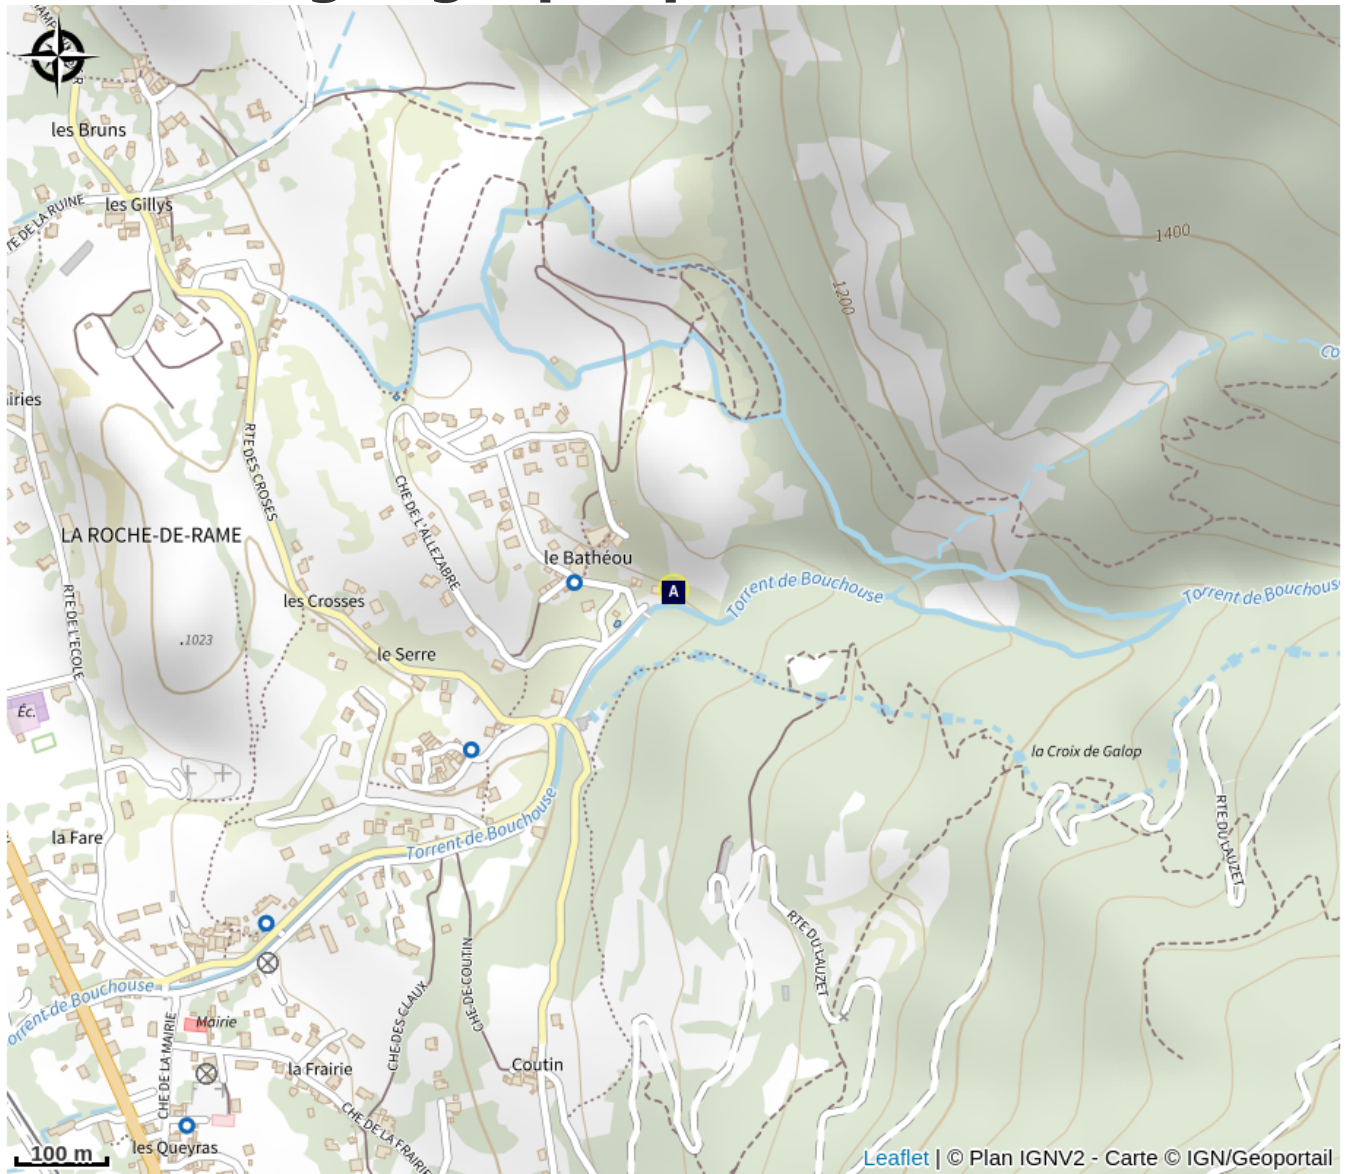 les Bruns
les Gillys
TE DE LA RUINE
1400
1200
Co
airies
RTE DES CROSES
CHE DE L'ALLEZABRE
LA ROCHE-DE-RAME
le Bathéou
A
Torrent de Bouchouse
Torrent de Bouchouse
les Crosses
RTE DE L'ECOLE
.1023
le Serre
Éc.
la Croix de Galop
RTE DU LAUZET
la Fare
Torrent de Bouchouse
RTE DU LAUZET
CHE DE COUTIN
CHE DES CLAUX
Torrent de Bouchouse
Mairie
CHE DE LA MAIRIE
la Frairie
Coutin
CHE DE LA FRAIRIE
les Queyras
100 m
Leaflet | © Plan IGNV2 - Carte © IGN/Geoportail